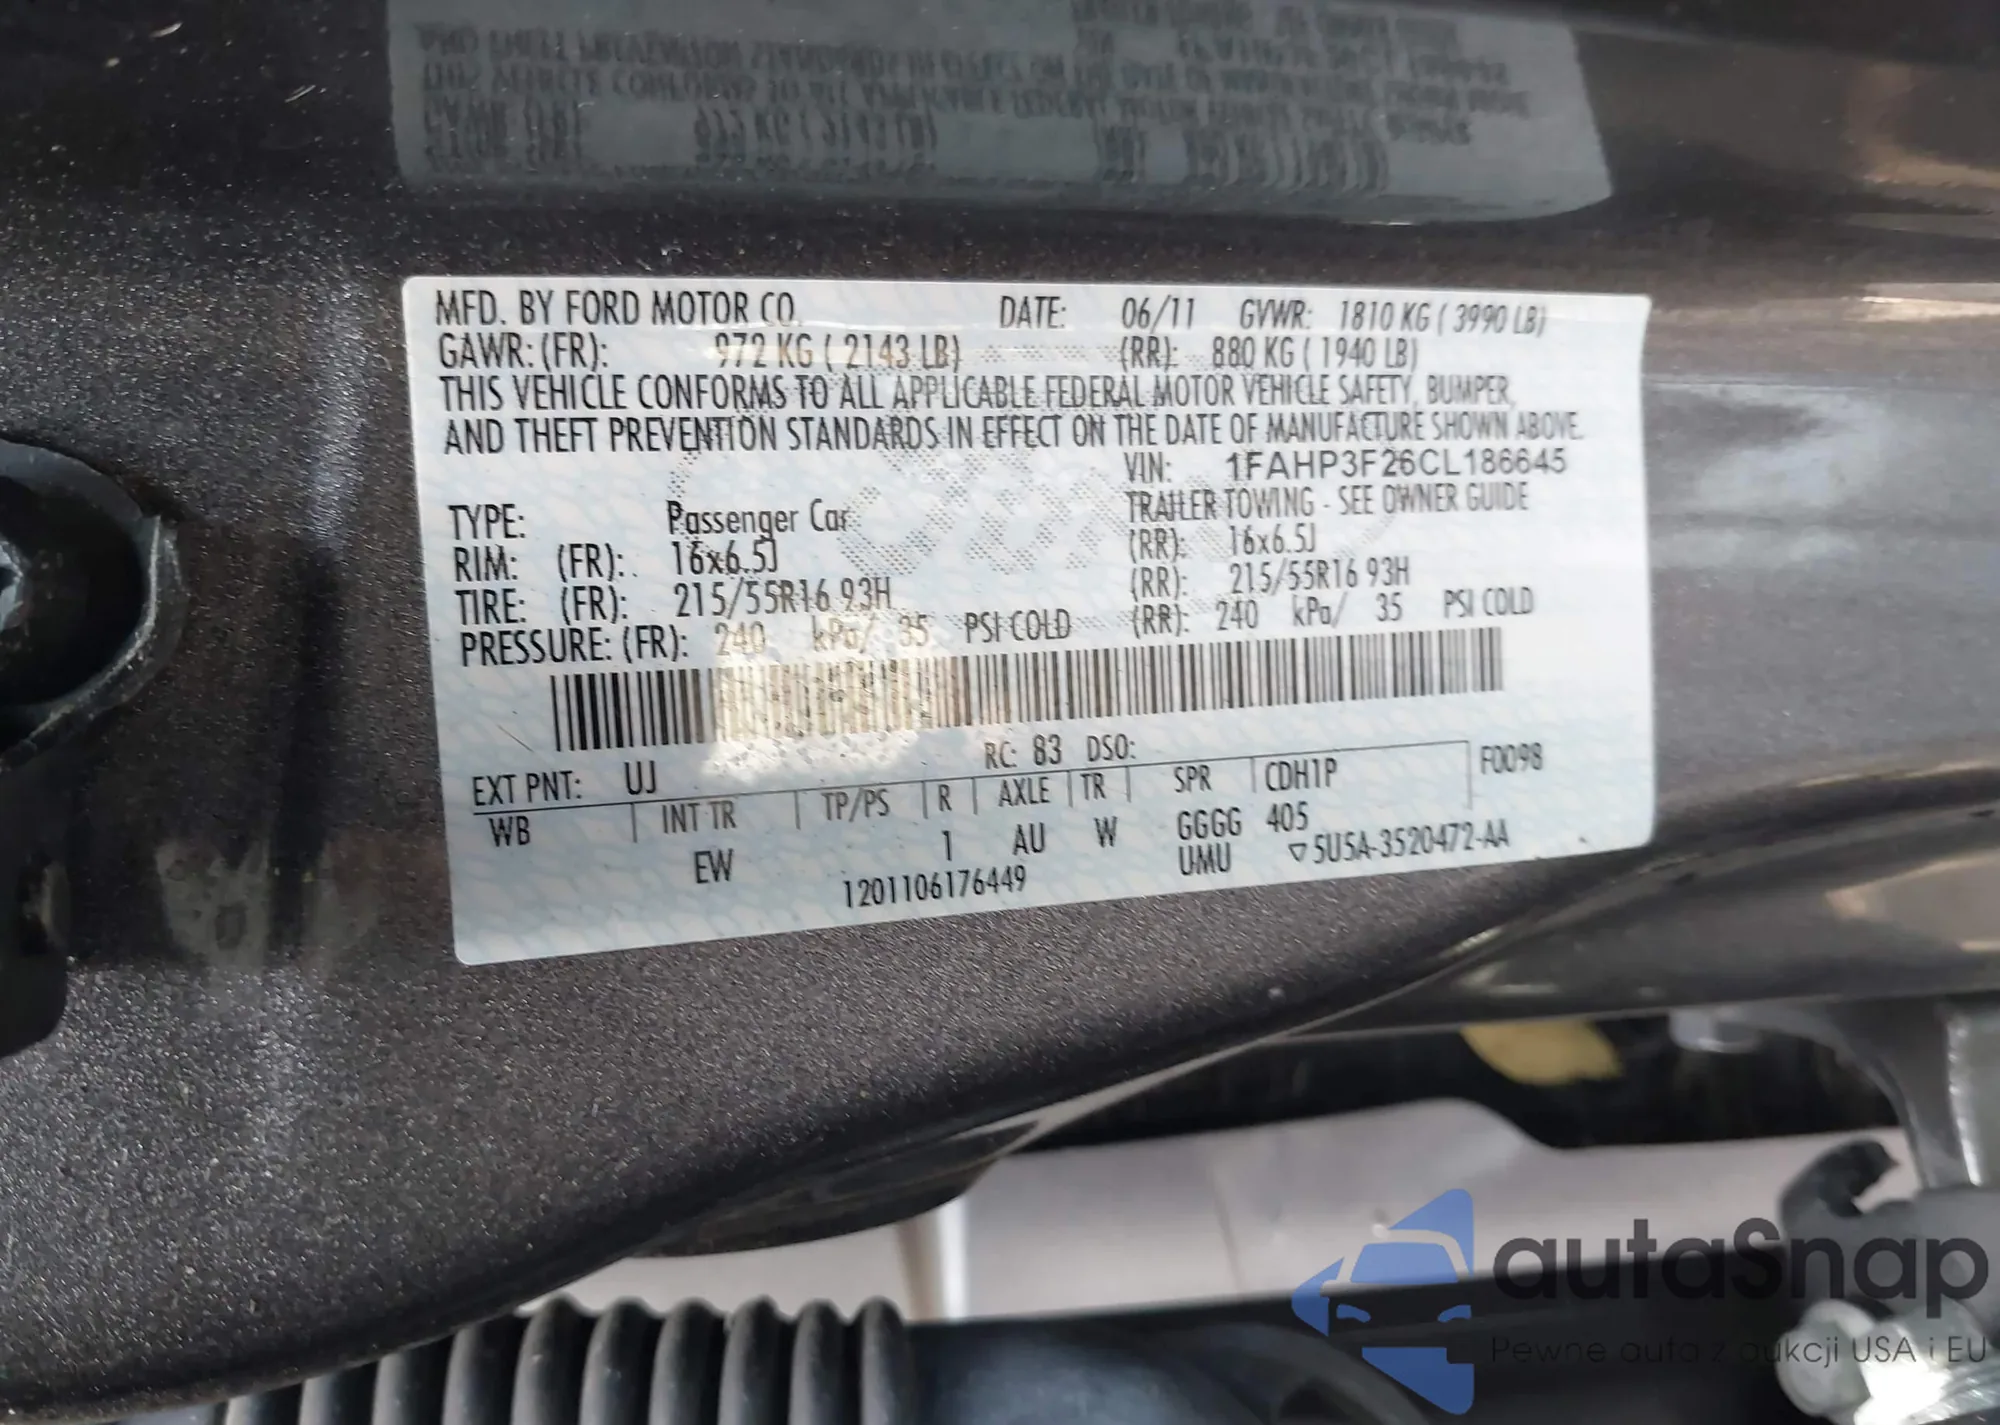 MFD. BY FORD MOTOR CO. DATE: 06/11 GVWR: 1810 KG ( 3990 LB)
GAWR: (FR): 972 KG ( 2143 LB) (RR): 880 KG ( 1940 LB)
THIS VEHICLE CONFORMS TO ALL APPLICABLE FEDERAL MOTOR VEHICLE SAFETY, BUMPER,
AND THEFT PREVENTION STANDARDS IN EFFECT ON THE DATE OF MANUFACTURE SHOWN ABOVE.
VIN: 1FAHP3F26CL186645
TYPE: Passenger Car TRAILER TOWING - SEE OWNER GUIDE
RIM: (FR): 16x6.5J (RR): 16x6.5J
TIRE: (FR): 215/55R16 93H (RR): 215/55R16 93H
PRESSURE: (FR): 240 kPa/ 35 PSI COLD (RR): 240 kPa/ 35 PSI COLD
EXT PNT: UJ RC: 83 DSO: F0098
WB INT TR TP/PS R AXLE TR SPR CDH1P
EW 1 AU W GGGG 405
UMU ▽5U5A-3520472-AA
1201106176449
autaSnap
Pewne auta z aukcji USA i EU